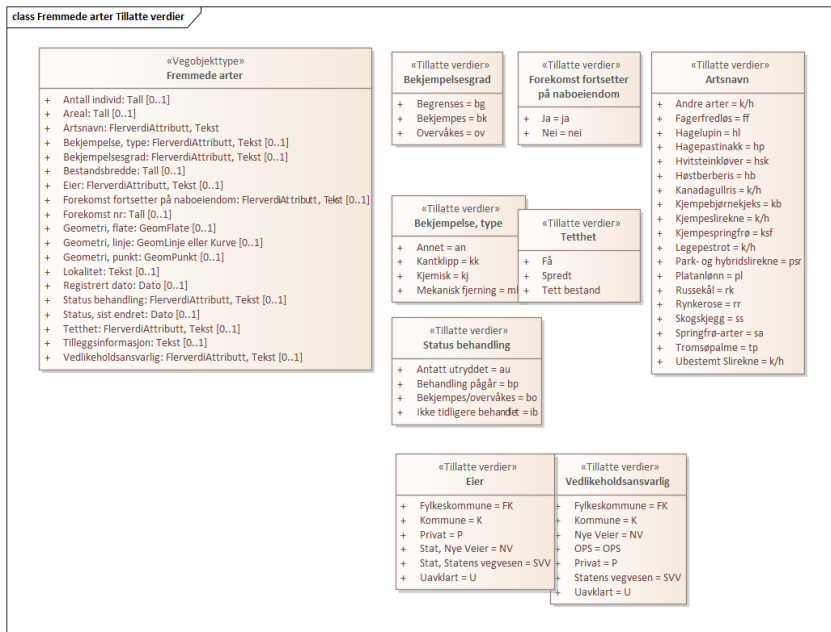 class Fremmede arter Tillatte verdier
«Vegobjekttype»
Fremmede arter
+ Antall individ: Tall [0..1]
+ Areal: Tall [0..1]
+ Artsnavn: FlerverdiAttributt, Tekst
+ Bekjempelse, type: FlerverdiAttributt, Tekst [0..1]
+ Bekjempelsesgrad: FlerverdiAttributt, Tekst [0..1]
+ Bestandsbredde: Tall [0..1]
+ Eier: FlerverdiAttributt, Tekst [0..1]
+ Forekomst fortsetter på naboeiendom: FlerverdiAttributt, Tekst [0..1]
+ Forekomst nr: Tall [0..1]
+ Geometri, flate: GeomFlate [0..1]
+ Geometri, linje: GeomLinje eller Kurve [0..1]
+ Geometri, punkt: GeomPunkt [0..1]
+ Lokalitet: Tekst [0..1]
+ Registrert dato: Dato [0..1]
+ Status behandling: FlerverdiAttributt, Tekst [0..1]
+ Status, sist endret: Dato [0..1]
+ Tetthet: FlerverdiAttributt, Tekst [0..1]
+ Tilleggsinformasjon: Tekst [0..1]
+ Vedlikeholdsansvarlig: FlerverdiAttributt, Tekst [0..1]
«Tillatte verdier»
Bekjempelsesgrad
+ Begrenses = bg
+ Bekjempes = bk
+ Overvåkes = ov
«Tillatte verdier»
Forekomst fortsetter
på naboeiendom
+ Ja = ja
+ Nei = nei
«Tillatte verdier»
Artsnavn
+ Andre arter = k/h
+ Fagerfredløs = ff
+ Hagelupin = hl
+ Hagepastinakk = hp
+ Hvitsteinkløver = hsk
+ Høstberberis = hb
+ Kanadagullris = k/h
+ Kjempebjørnekjeks = kb
+ Kjempeslirekne = k/h
+ Kjempespringfrø = ksf
+ Legepestrot = k/h
+ Park- og hybridslirekne = psr
+ Platanlønn = pl
+ Russekål = rk
+ Rynkerose = rr
+ Skogskjegg = ss
+ Springfrø-arter = sa
+ Tromsøpalme = tp
+ Ubestemt Slirekne = k/h
«Tillatte verdier»
Bekjempelse, type
+ Annet = an
+ Kantklipp = kk
+ Kjemisk = kj
+ Mekanisk fjerning =
«Tillatte verdier»
Tetthet
+ Få
+ Spredt
+ Tett bestand
«Tillatte verdier»
Status behandling
+ Antatt utryddet = au
+ Behandling pågår = bp
+ Bekjempes/overvåkes = bo
+ Ikke tidligere behandlet = ib
«Tillatte verdier»
Eier
+ Fylkeskommune = FK
+ Kommune = K
+ Privat = P
+ Stat, Nye Veier = NV
+ Stat, Statens vegvesen = SVV
+ Uavklart = U
«Tillatte verdier»
Vedlikeholdsansvarlig
+ Fylkeskommune = FK
+ Kommune = K
+ Nye Veier = NV
+ OPS = OPS
+ Privat = P
+ Statens vegvesen = SVV
+ Uavklart = U